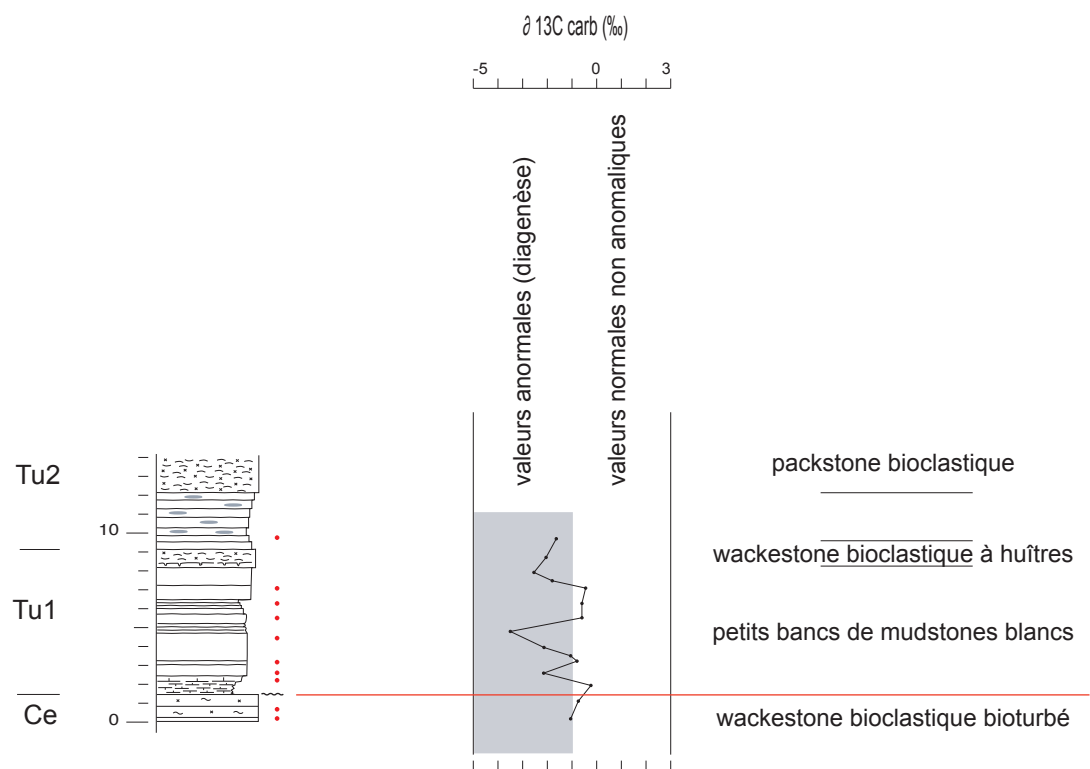 ∂ 13C carb (‰)
-5 0 3
valeurs anormales (diagenèse)
valeurs normales non anomaliques
Tu2
packstone bioclastique
10
wackestone bioclastique à huîtres
Tu1
petits bancs de mudstones blancs
Ce
0
wackestone bioclastique bioturbé